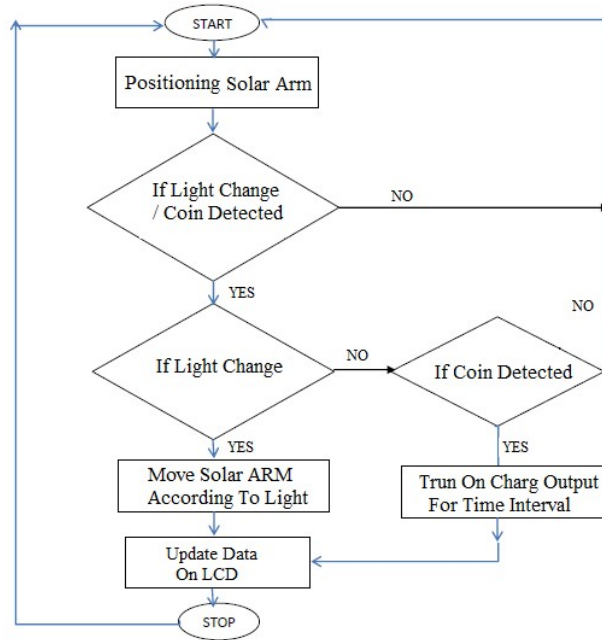 START
Positioning Solar Arm
If Light Change
/ Coin Detected
NO
YES
If Light Change
NO
If Coin Detected
NO
YES
YES
Move Solar ARM
According To Light
Trun On Charg Output
For Time Interval
Update Data
On LCD
STOP